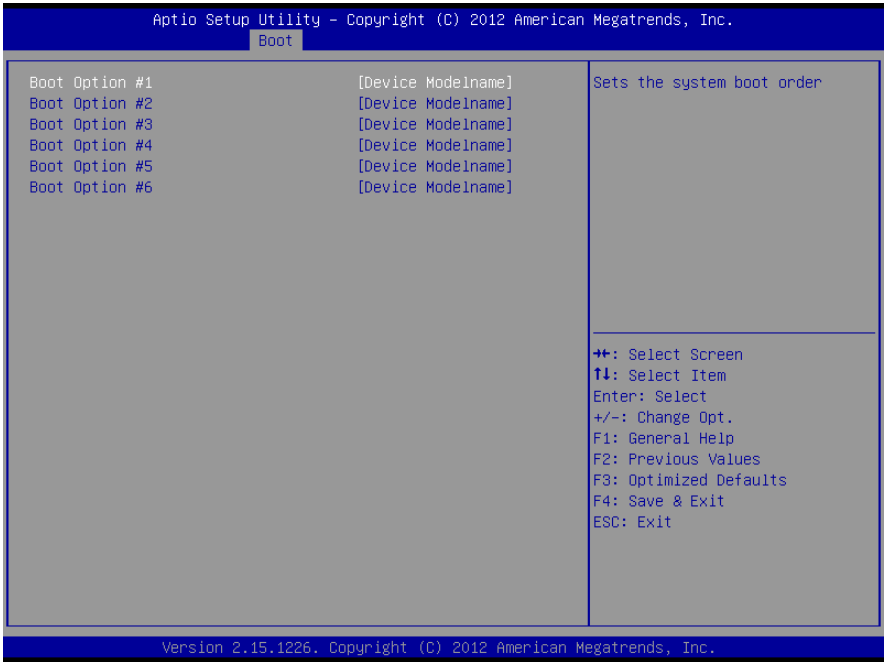 Aptio Setup Utility – Copyright (C) 2012 American Megatrends, Inc.
Boot
Boot Option #1 [Device Modelname]
Boot Option #2 [Device Modelname]
Boot Option #3 [Device Modelname]
Boot Option #4 [Device Modelname]
Boot Option #5 [Device Modelname]
Boot Option #6 [Device Modelname]
Sets the system boot order
→←: Select Screen
↑↓: Select Item
Enter: Select
+/–: Change Opt.
F1: General Help
F2: Previous Values
F3: Optimized Defaults
F4: Save & Exit
ESC: Exit
Version 2.15.1226. Copyright (C) 2012 American Megatrends, Inc.